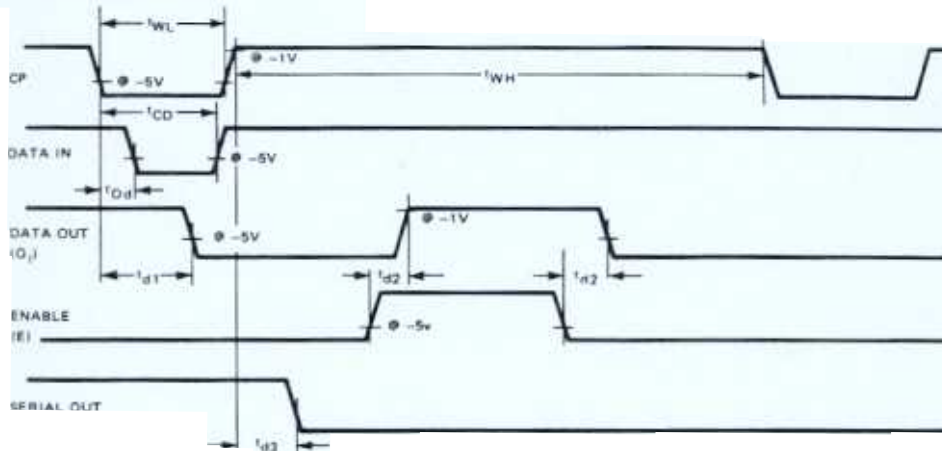 tWL
@ -1V
CP
@ -5V
tWH
tCD
DATA IN
@ -5V
tDd
@ -1V
DATA OUT
@ -5V
(Oi)
td1
td2
td2
ENABLE
(E)
@ -5v
SERIAL OUT
td3